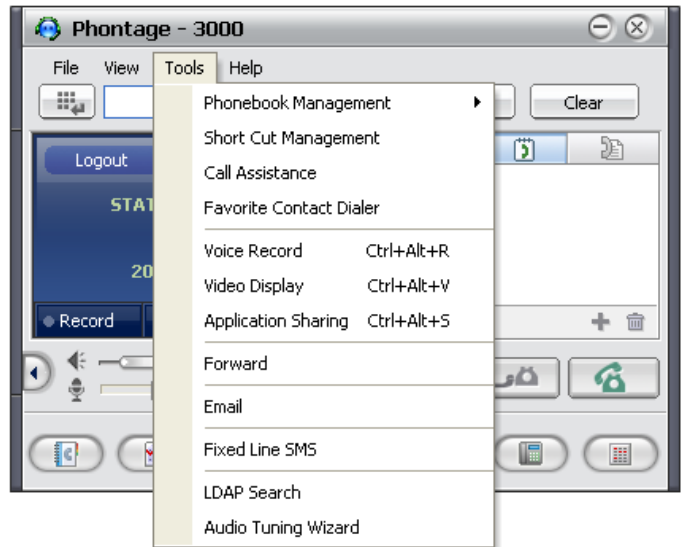 Phontage - 3000
File View Tools Help
Clear
Phonebook Management
Short Cut Management
Logout
Call Assistance
Favorite Contact Dialer
Voice Record Ctrl+Alt+R
20
Video Display Ctrl+Alt+V
Record
Application Sharing Ctrl+Alt+S
Forward
Email
Fixed Line SMS
LDAP Search
Audio Tuning Wizard